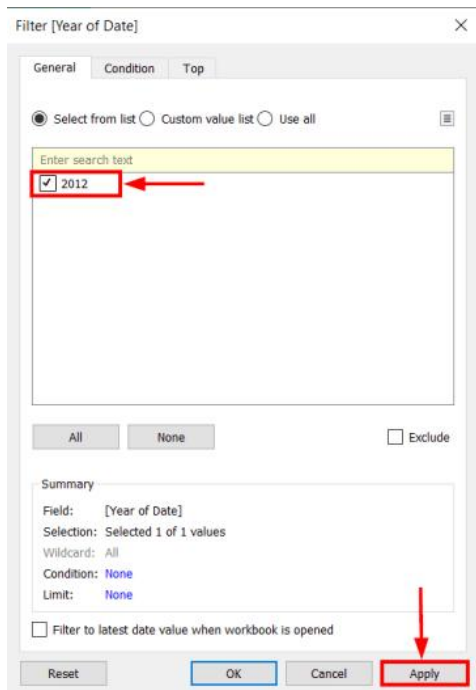 Filter [Year of Date]
General Condition Top
Select from list Custom value list Use all
Enter search text
2012
All None Exclude
Summary
Field: [Year of Date]
Selection: Selected 1 of 1 values
Wildcard: All
Condition: None
Limit: None
Filter to latest date value when workbook is opened
Reset OK Cancel Apply